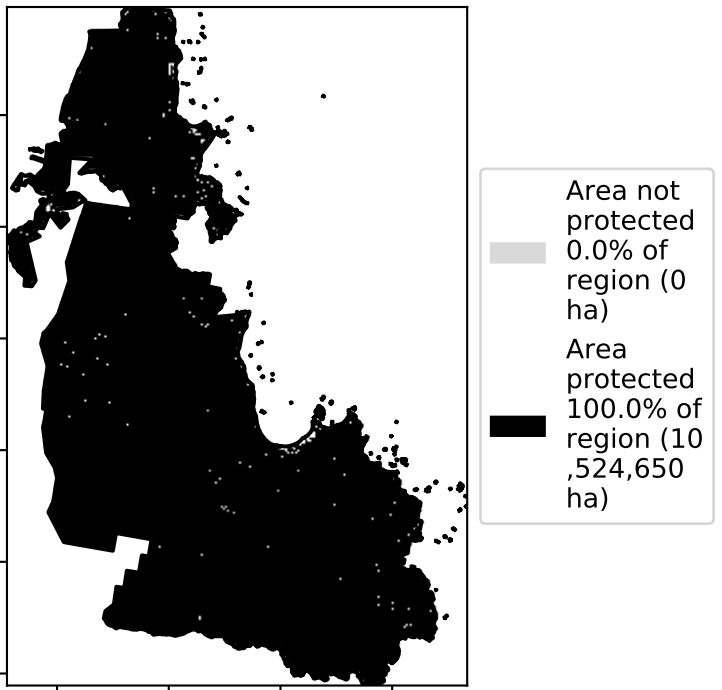 Area not
protected
0.0% of
region (0
ha)
Area
protected
100.0% of
region (10
,524,650
ha)